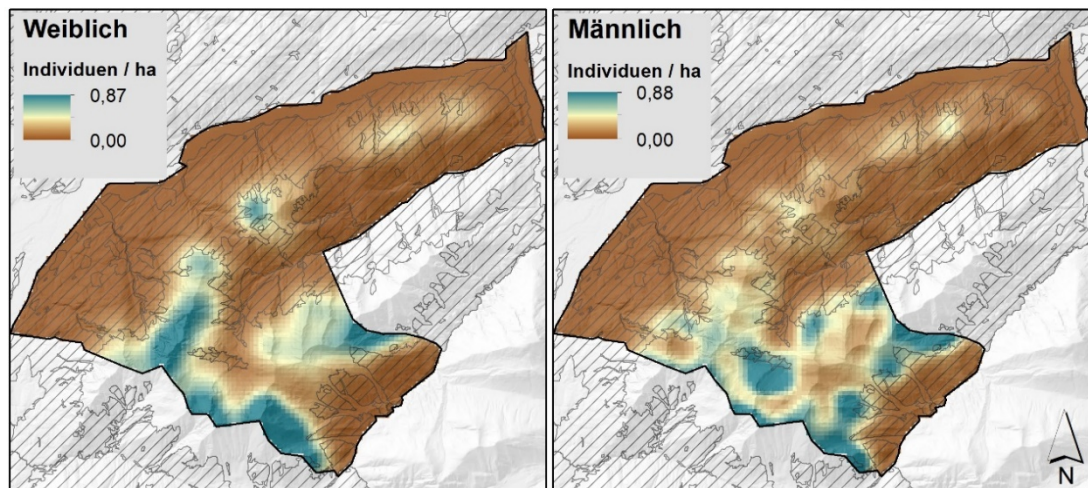 Weiblich
Individuen / ha
0,87
0,00
Männlich
Individuen / ha
0,88
0,00
N